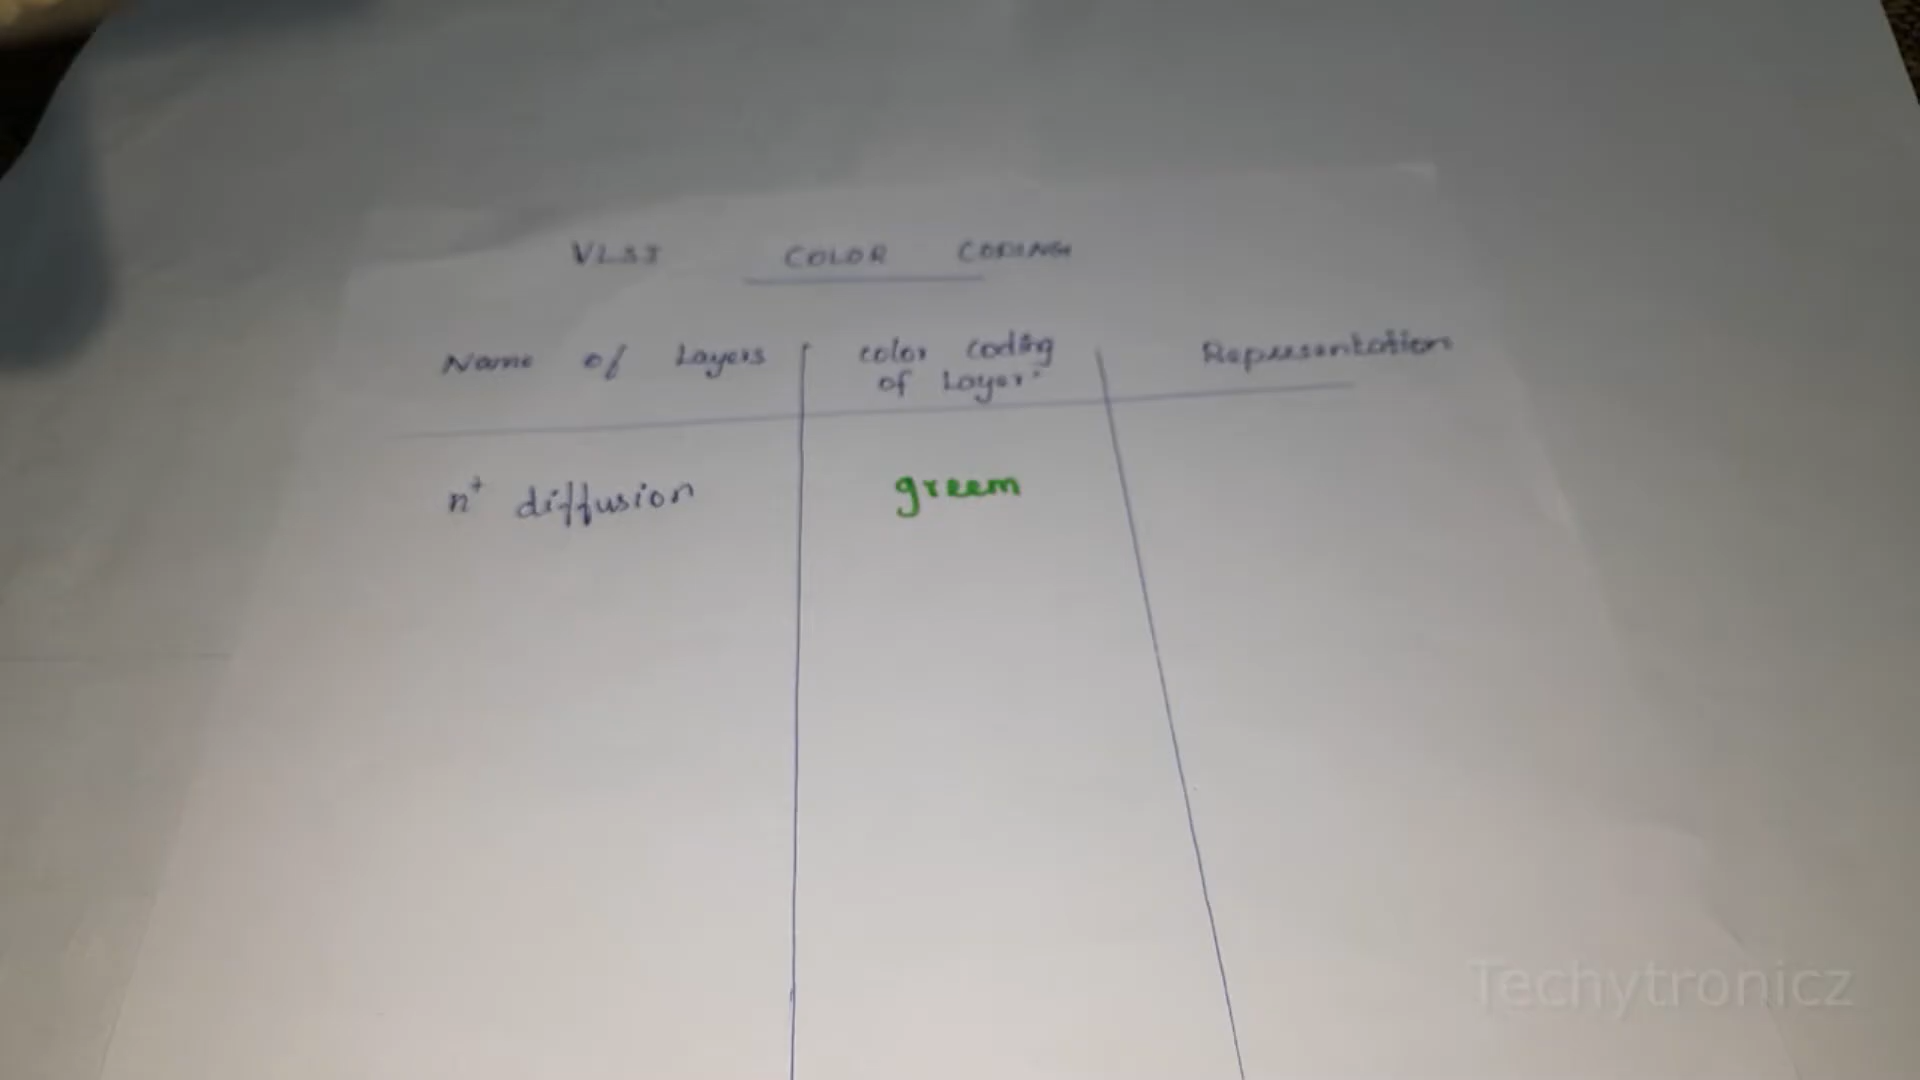 VLSI COLOR CODING
Name of Layers
color coding
of Layer
Representation
n+ diffusion
green
Techytronicz